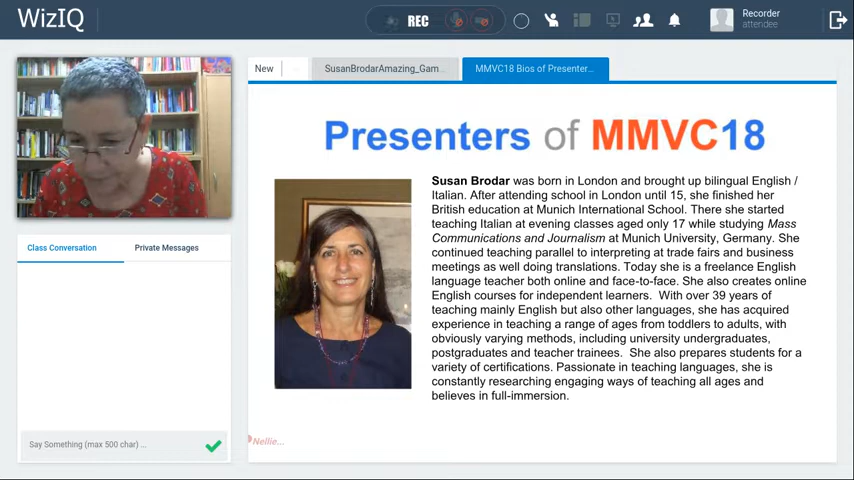 WizIQ
REC
Recorder
attendee
New
SusanBrodarAmazing_Gam...
MMVC18 Bios of Presenter...
Presenters of MMVC18
Susan Brodar was born in London and brought up bilingual English /
Italian. After attending school in London until 15, she finished her
British education at Munich International School. There she started
teaching Italian at evening classes aged only 17 while studying Mass
Communications and Journalism at Munich University, Germany. She
continued teaching parallel to interpreting at trade fairs and business
meetings as well doing translations. Today she is a freelance English
language teacher both online and face-to-face. She also creates online
English courses for independent learners.  With over 39 years of
teaching mainly English but also other languages, she has acquired
experience in teaching a range of ages from toddlers to adults, with
obviously varying methods, including university undergraduates,
postgraduates and teacher trainees.  She also prepares students for a
variety of certifications. Passionate in teaching languages, she is
constantly researching engaging ways of teaching all ages and
believes in full-immersion.
Nellie...
Class Conversation
Private Messages
Say Something (max 500 char) ...